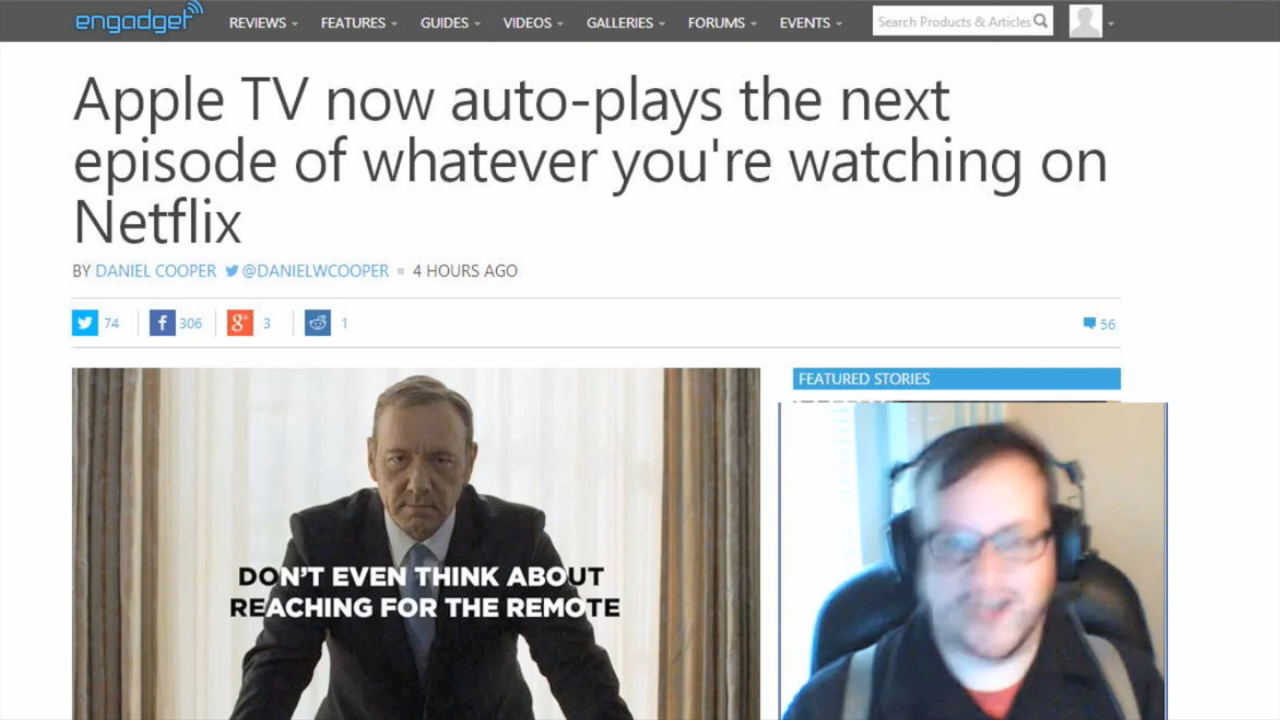 engadget REVIEWS FEATURES GUIDES VIDEOS GALLERIES FORUMS EVENTS Search Products & Articles
Apple TV now auto-plays the next
episode of whatever you're watching on
Netflix
BY DANIEL COOPER @DANIELWCOOPER 4 HOURS AGO
74 f 306 g+ 3 1 56
FEATURED STORIES
DON'T EVEN THINK ABOUT
REACHING FOR THE REMOTE